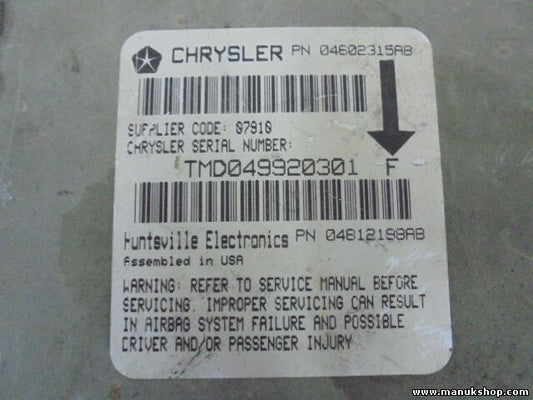 CHRYSLER PN 04602315AB
SUPPLIER CODE: 07910
CHRYSLER SERIAL NUMBER:
TMD049920301 F
Huntsville Electronics PN 04812198AB
Assembled in USA
WARNING: REFER TO SERVICE MANUAL BEFORE
SERVICING. IMPROPER SERVICING CAN RESULT
IN AIRBAG SYSTEM FAILURE AND POSSIBLE
DRIVER AND/OR PASSENGER INJURY
www.manukshop.com